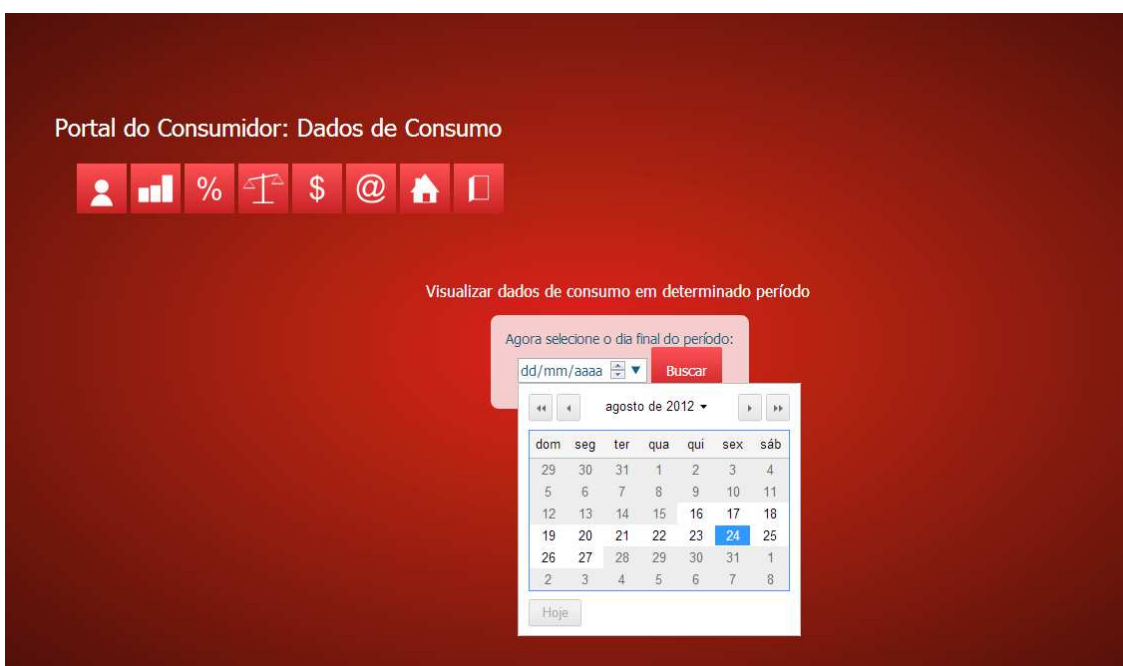 Portal do Consumidor: Dados de Consumo
% $ @
Visualizar dados de consumo em determinado período
Agora selecione o dia final do período:
dd/mm/aaaa Buscar
agosto de 2012
dom seg ter qua qui sex sáb
29 30 31 1 2 3 4
5 6 7 8 9 10 11
12 13 14 15 16 17 18
19 20 21 22 23 24 25
26 27 28 29 30 31 1
2 3 4 5 6 7 8
Hoje